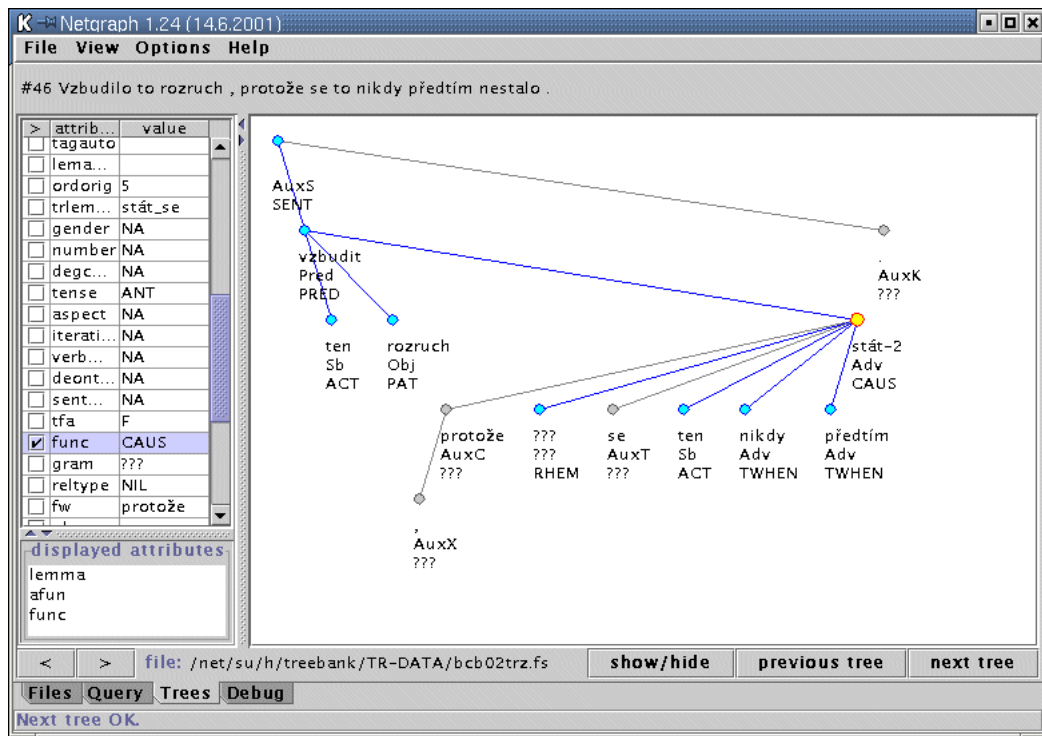 Netgraph 1.24 (14.6.2001)
File View Options Help
#46 Vzbudilo to rozruch , protože se to nikdy předtím nestalo .
> attrib... value
tagauto
lema...
ordorig 5
trlem... stát_se
gender NA
number NA
degc... NA
tense ANT
aspect NA
iterati... NA
verb... NA
deont... NA
sent... NA
tfa F
func CAUS
gram ???
reltype NIL
fw protože
displayed attributes
lemma
afun
func
AuxS
SENT
vzbudit
Pred
PRED
.
AuxK
???
ten
Sb
ACT
rozruch
Obj
PAT
stát-2
Adv
CAUS
protože
AuxC
???
???
???
RHEM
se
AuxT
???
ten
Sb
ACT
nikdy
Adv
TWHEN
předtím
Adv
TWHEN
,
AuxX
???
< > file: /net/su/h/treebank/TR-DATA/bcb02trz.fs show/hide previous tree next tree
Files Query Trees Debug
Next tree OK.